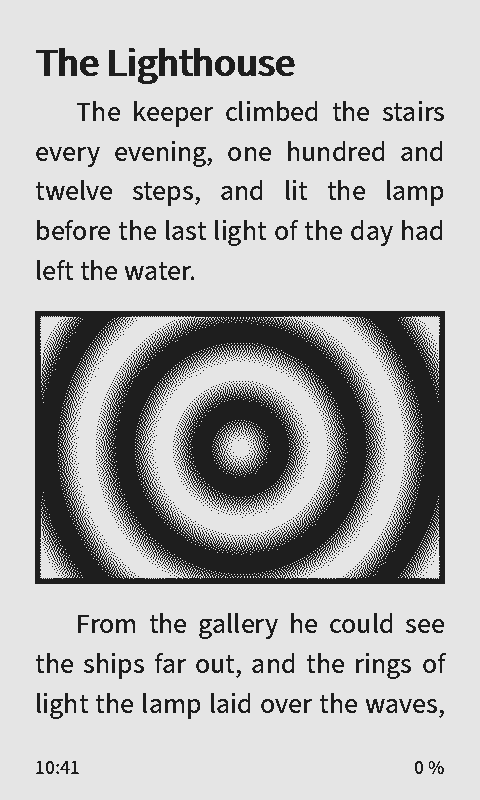 The Lighthouse
The keeper climbed the stairs
every evening, one hundred and
twelve steps, and lit the lamp
before the last light of the day had
left the water.
From the gallery he could see
the ships far out, and the rings of
light the lamp laid over the waves,
10:41 0 %